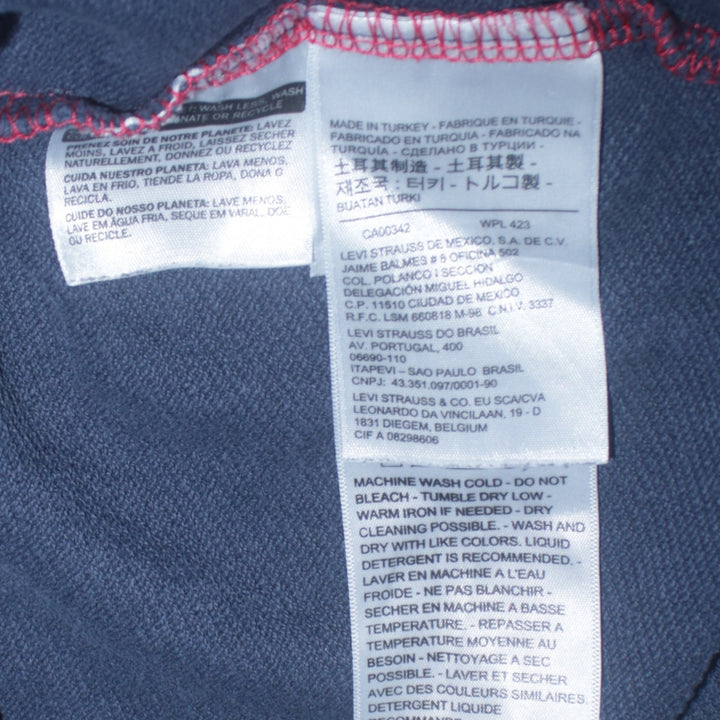 : WASH LESS, WASH
NATE OR RECYCLE
PRENEZ SOIN DE NOTRE PLANETE: LAVEZ
MOINS, LAVEZ A FROID, LAISSEZ SECHER
NATURELLEMENT, DONNEZ OU RECYCLEZ
CUIDA NUESTRO PLANETA: LAVA MENOS,
LAVA EN FRIO, TIENDE LA ROPA, DONA O
RECICLA.
CUIDE DO NOSSO PLANETA: LAVE MENOS,
LAVE EM ÁGUA FRIA, SEQUE EM VARAL, DOE
OU RECICLE.
MADE IN TURKEY - FABRIQUE EN TURQUIE -
FABRICADO EN TURQUIA - FABRICADO NA
TURQUÍA - СДЕЛАНО В ТУРЦИИ -
土耳其制造 - 土耳其製 -
제조국 : 터키 - トルコ製 -
BUATAN TURKI
CA00342 WPL 423
LEVI STRAUSS DE MEXICO, S.A. DE C.V.
JAIME BALMES # 8 OFICINA 502
COL. POLANCO I SECCION
DELEGACIÓN MIGUEL HIDALGO
C.P. 11510 CIUDAD DE MEXICO
R.F.C. LSM 660818 M-98 C.N.I.V. 3337
LEVI STRAUSS DO BRASIL
AV. PORTUGAL, 400
06690-110
ITAPEVI – SAO PAULO BRASIL
CNPJ: 43.351.097/0001-90
LEVI STRAUSS & CO. EU SCA/CVA
LEONARDO DA VINCILAAN, 19 - D
1831 DIEGEM, BELGIUM
CIF A 08298606
MACHINE WASH COLD - DO NOT
BLEACH - TUMBLE DRY LOW -
WARM IRON IF NEEDED - DRY
CLEANING POSSIBLE. - WASH AND
DRY WITH LIKE COLORS. LIQUID
DETERGENT IS RECOMMENDED. -
LAVER EN MACHINE A L'EAU
FROIDE - NE PAS BLANCHIR -
SECHER EN MACHINE A BASSE
TEMPERATURE. - REPASSER A
TEMPERATURE MOYENNE AU
BESOIN - NETTOYAGE A SEC
POSSIBLE. - LAVER ET SECHER
AVEC DES COULEURS SIMILAIRES.
DETERGENT LIQUIDE